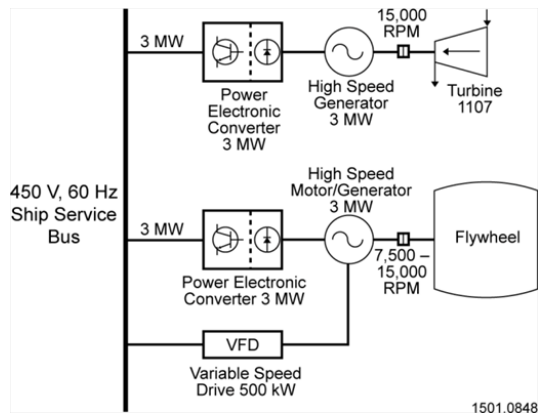 15,000
RPM
3 MW
Power
Electronic
Converter
3 MW
High Speed
Generator
3 MW
Turbine
1107
450 V, 60 Hz
Ship Service
Bus
High Speed
Motor/Generator
3 MW
3 MW
Flywheel
7,500 –
15,000
RPM
Power Electronic
Converter 3 MW
VFD
Variable Speed
Drive 500 kW
1501.0848